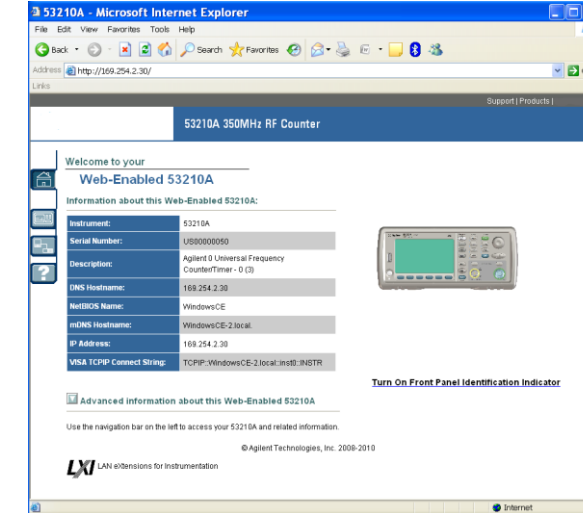 53210A - Microsoft Internet Explorer
File Edit View Favorites Tools Help
Back Search Favorites
Address http://169.254.2.30/
Links
Support | Products |
53210A 350MHz RF Counter
Welcome to your
Web-Enabled 53210A
Information about this Web-Enabled 53210A:
Instrument: 53210A
Serial Number: US00000050
Description: Agilent 0 Universal Frequency
Counter/Timer - 0 (3)
DNS Hostname: 169.254.2.30
NetBIOS Name: WindowsCE
mDNS Hostname: WindowsCE-2.local.
IP Address: 169.254.2.30
VISA TCPIP Connect String: TCPIP::WindowsCE-2.local::inst0::INSTR
Turn On Front Panel Identification Indicator
Advanced information about this Web-Enabled 53210A
Use the navigation bar on the left to access your 53210A and related information.
© Agilent Technologies, Inc. 2008-2010
LXI LAN eXtensions for Instrumentation
Internet